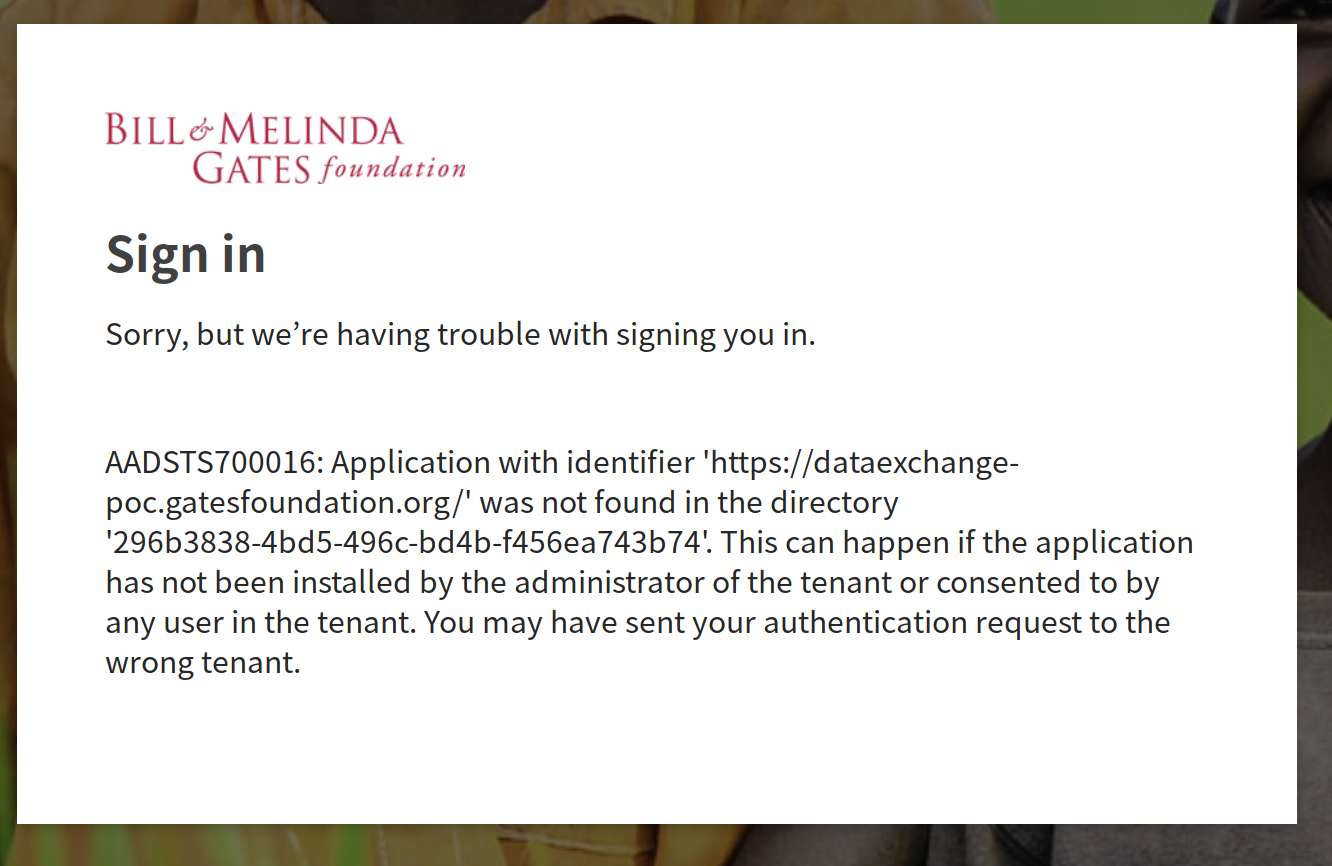 BILL & MELINDA
GATES foundation
Sign in
Sorry, but we’re having trouble with signing you in.
AADSTS700016: Application with identifier 'https://dataexchange-
poc.gatesfoundation.org/' was not found in the directory
'296b3838-4bd5-496c-bd4b-f456ea743b74'. This can happen if the application
has not been installed by the administrator of the tenant or consented to by
any user in the tenant. You may have sent your authentication request to the
wrong tenant.